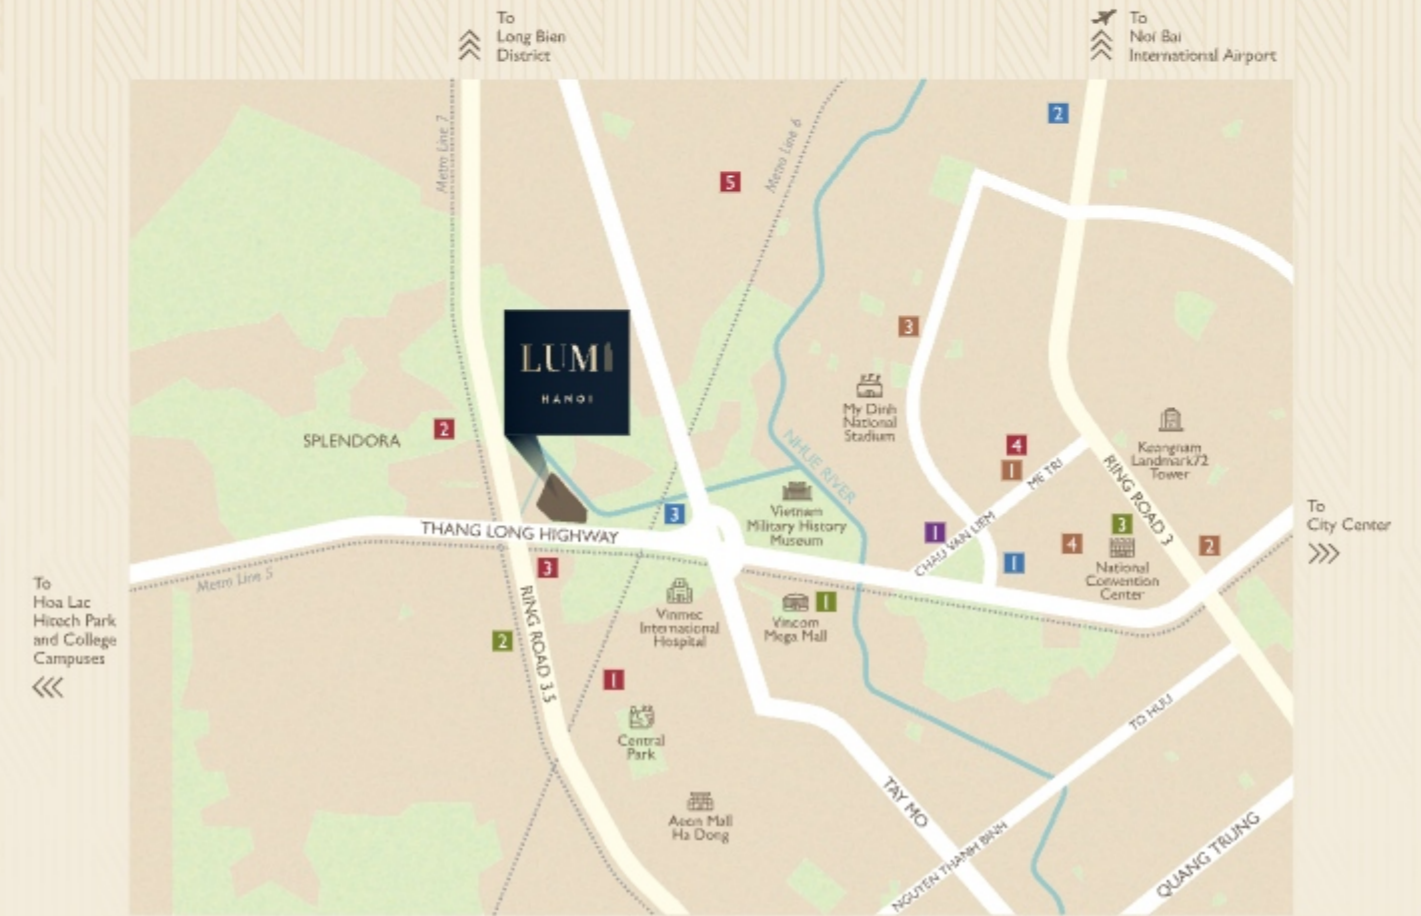 To
Long Bien
District
To
Noi Bai
International Airport
Metro Line 7
Metro Line 6
2
5
3
LUMI
HANOI
My Dinh
National
Stadium
2
SPLENDORA
4
1
Keangnam
Landmark72
Tower
ME TRI
RING ROAD 3
NHUE RIVER
Vietnam
Military History
Museum
3
THANG LONG HIGHWAY
1
CHAU VAN LIEM
1
4
3
National
Convention
Center
2
To
City Center
Metro Line 5
3
To
Hoa Lac
Hitech Park
and College
Campuses
RING ROAD 3.5
Vinmec
International
Hospital
1
Vincom
Mega Mall
2
1
Central
Park
TO HUU
Aeon Mall
Ha Dong
TAY MO
NGUYEN THANH BINH
QUANG TRUNG